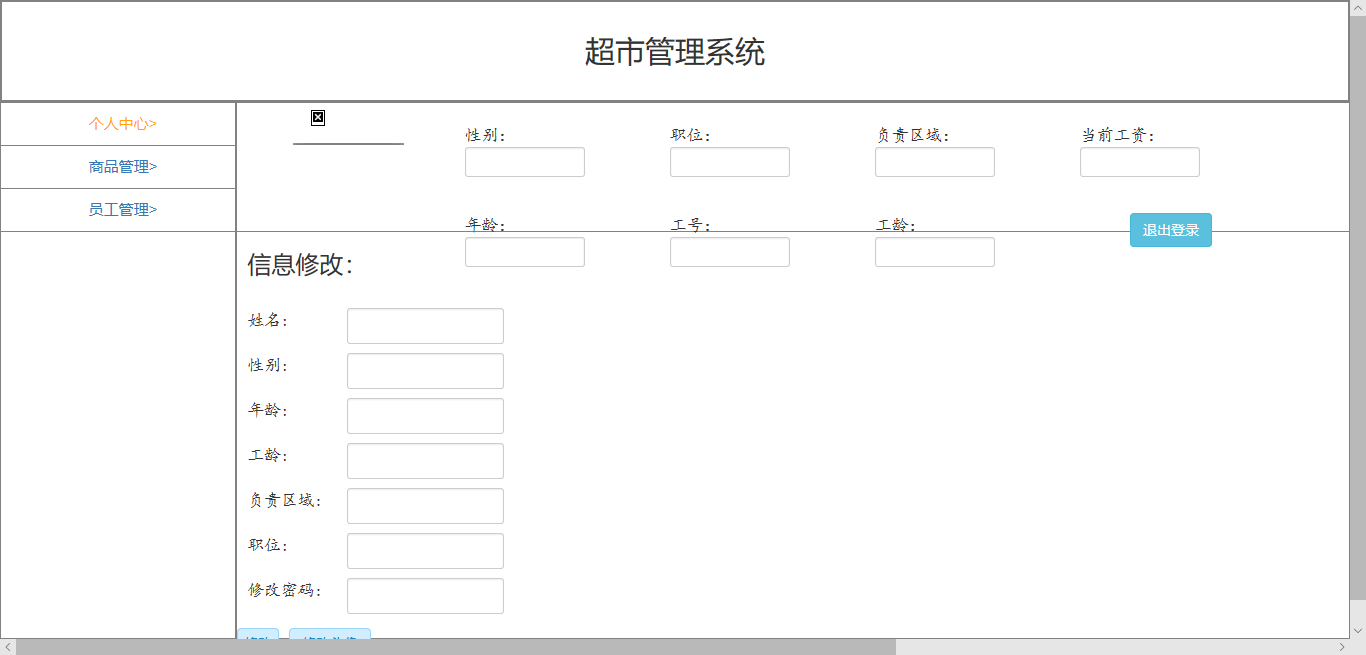 超市管理系统
个人中心>
商品管理>
员工管理>
性别： 职位： 负责区域： 当前工资：
年龄： 工号： 工龄： 退出登录
信息修改：
姓名：
性别：
年龄：
工龄：
负责区域：
职位：
修改密码：